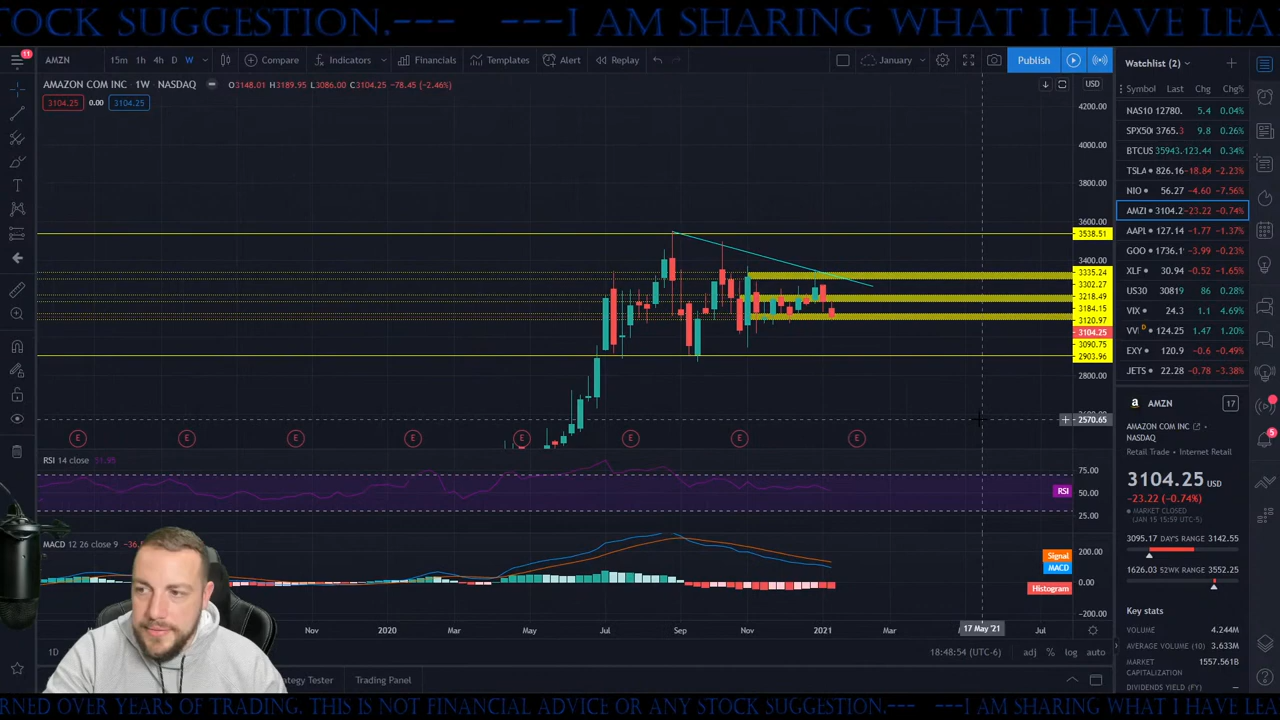 STOCK SUGGESTION.--- ---I AM SHARING WHAT I HAVE LEA
11
AMZN 15m 1h 4h D W Compare Indicators Financials Templates Alert Replay January Publish
AMAZON COM INC 1W NASDAQ O3148.01 H3189.95 L3086.00 C3104.25 −78.45 (−2.46%)
3104.25 0.00 3104.25
USD
4200.00
4000.00
3800.00
3600.00
3538.51
3400.00
3335.24
3302.27
3218.49
3184.15
3120.97
3104.25
3090.75
2903.96
2800.00
2570.65
E E E E E E E E
RSI 14 close 51.95
75.00
RSI
50.00
25.00
MACD 12 26 close 9
Signal
200.00
MACD
0.00
Histogram
−200.00
Nov 2020 Mar May Jul Sep Nov 2021 Mar 17 May '21 Jul
1D 18:48:54 (UTC-6) adj % log auto
tegy Tester Trading Panel
Watchlist (2)
Symbol Last Chg Chg%
NAS10 12780. 5.4 0.04%
SPX50 3765.3 9.8 0.26%
BTCUS 35943. 123.44 0.34%
TSLA 826.16 −18.84 −2.23%
NIO 56.27 −4.60 −7.56%
AMZN 3104.2 −23.22 −0.74%
AAPL 127.14 −1.77 −1.37%
GOO 1736.1 −3.99 −0.23%
XLF 30.94 −0.52 −1.65%
US30 30819 86 0.28%
VIX 24.3 1.1 4.69%
D 124.25 1.47 1.20%
EXY 120.9 −0.6 −0.49%
JETS 22.28 −0.78 −3.38%
AMZN 17
AMAZON COM INC
NASDAQ
Retail Trade • Internet Retail
3104.25 USD
−23.22 (−0.74%)
MARKET CLOSED
(JAN 15 15:59 UTC-5)
3095.17 DAY'S RANGE 3142.55
1626.03 52WK RANGE 3552.25
Key stats
VOLUME 4.244M
AVERAGE VOLUME (10) 3.633M
MARKET CAPITALIZATION 1557.561B
DIVIDENDS YIELD (FY) —
5
RNED OVER YEARS OF TRADING. THIS IS NOT FINANCIAL ADVICE OR ANY STOCK SUGGESTION.--- ---I AM SHARING